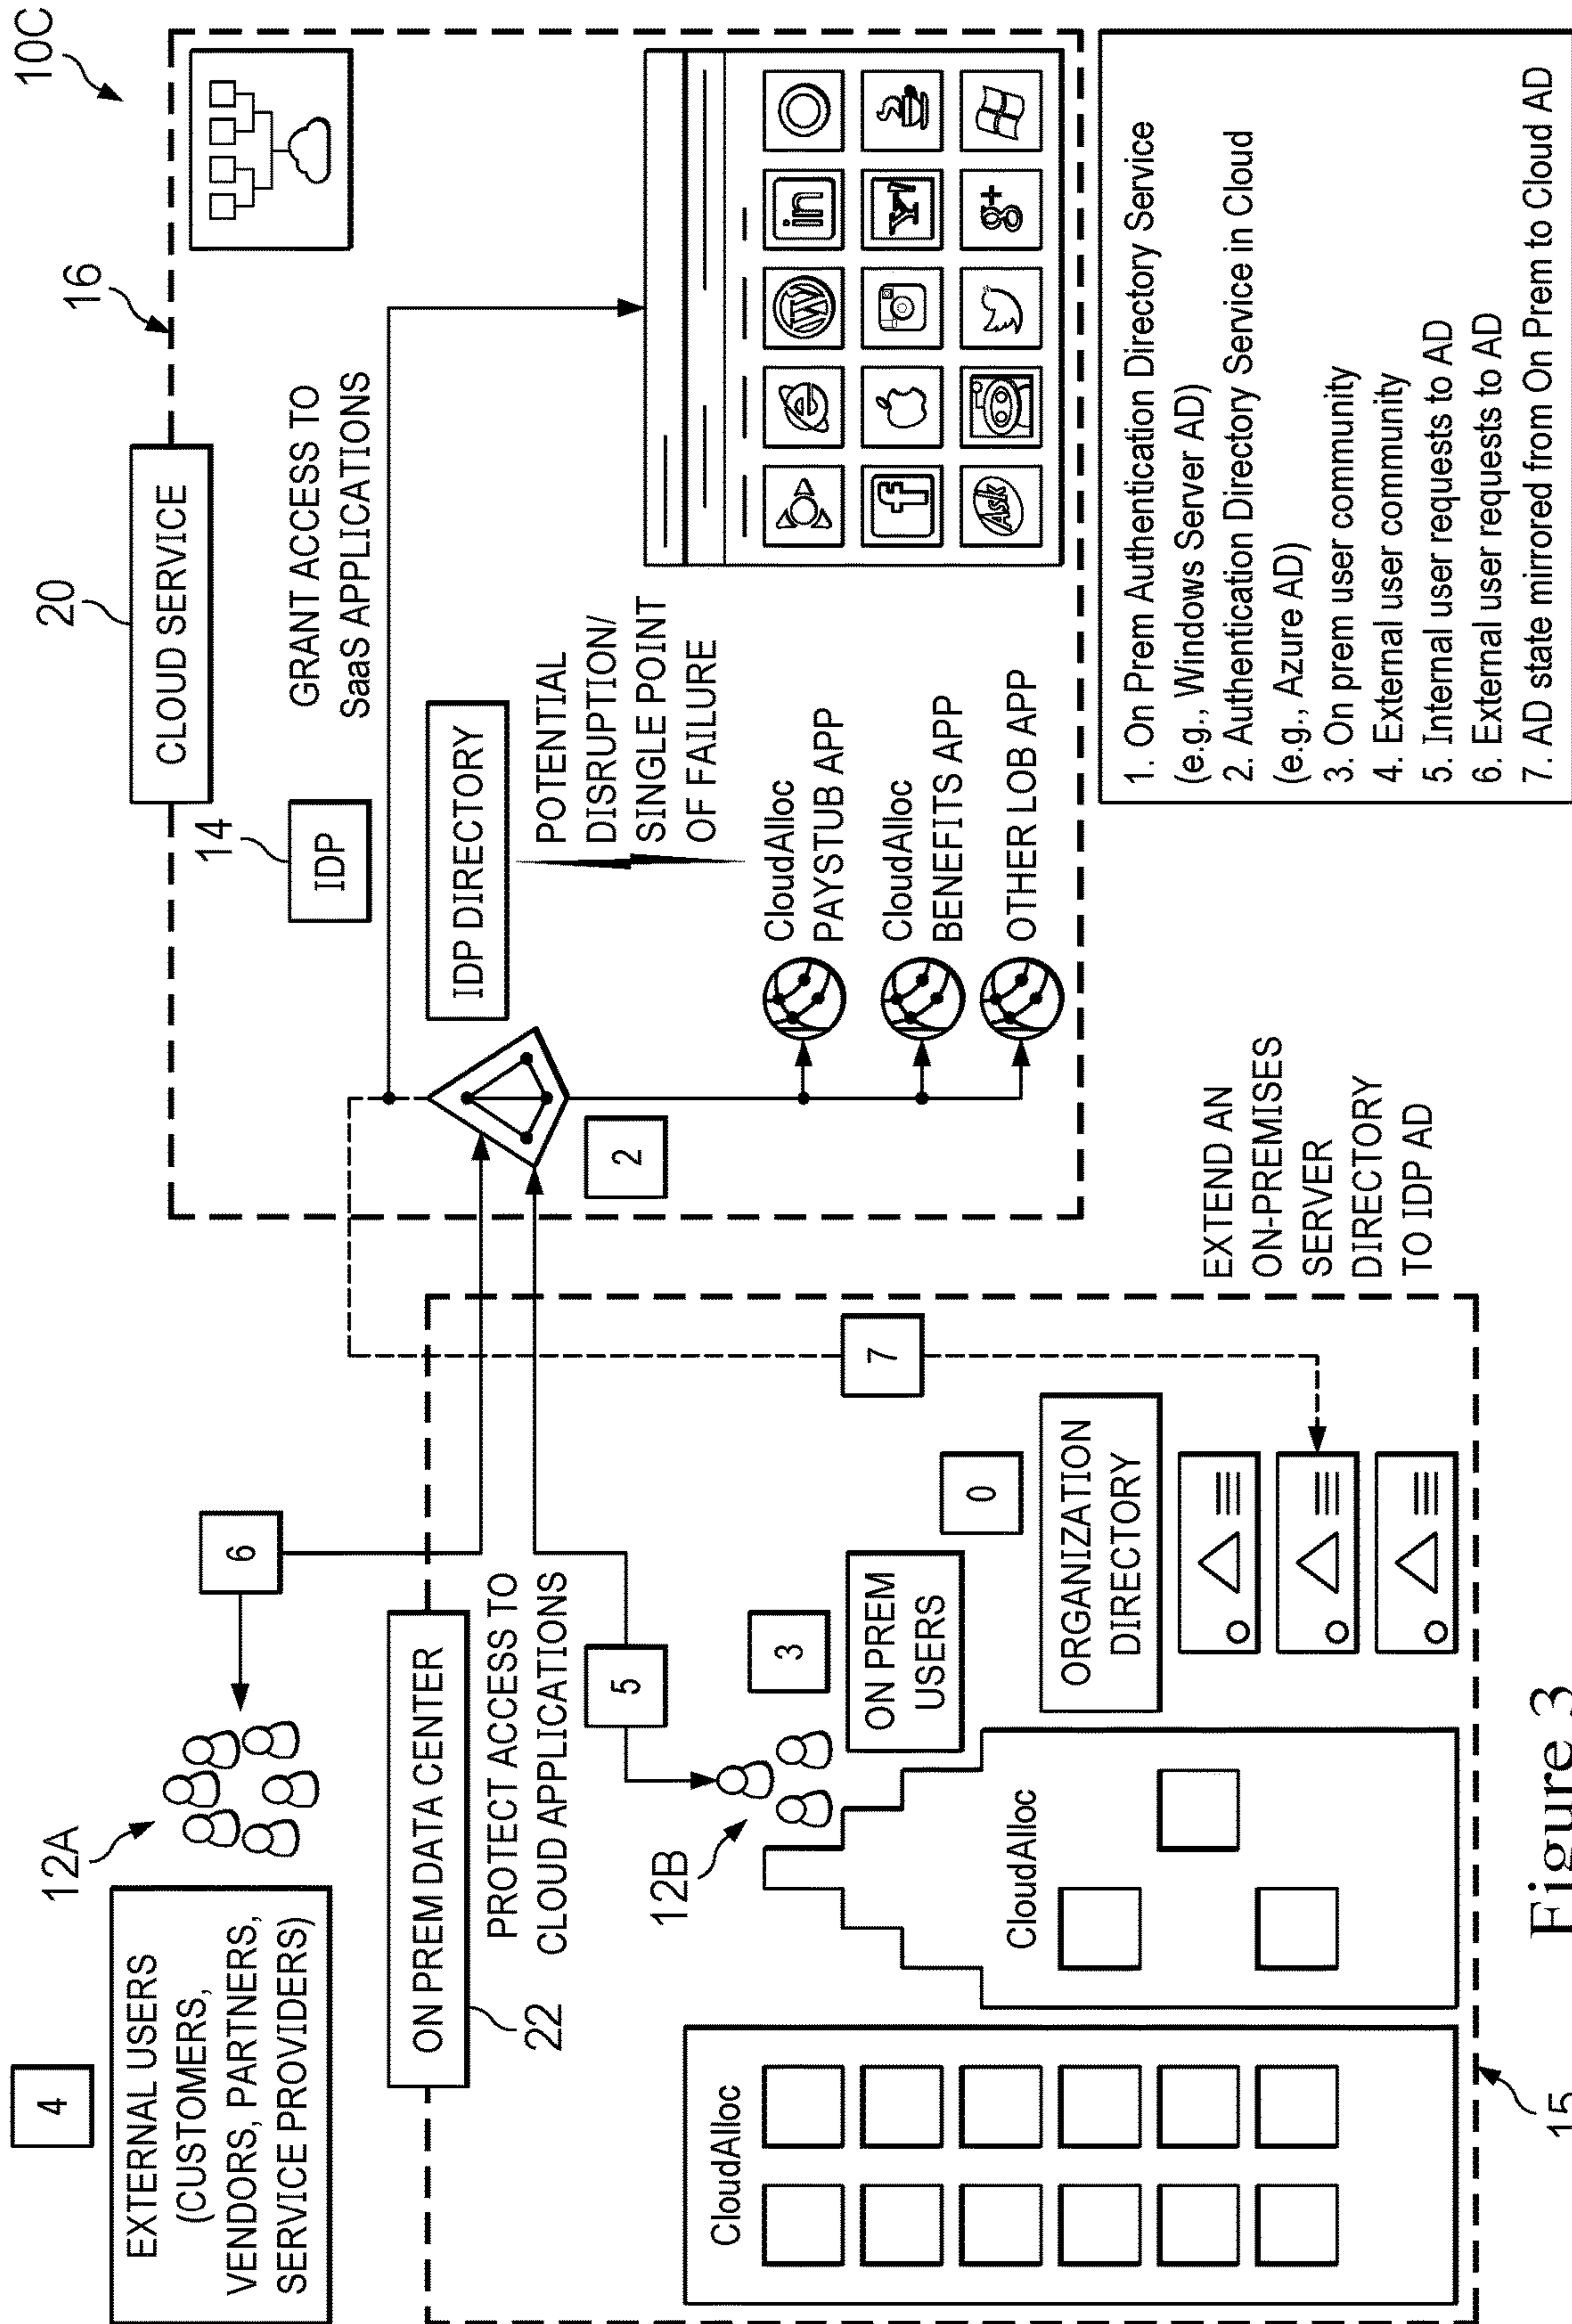 4
EXTERNAL USERS
(CUSTOMERS,
VENDORS, PARTNERS,
SERVICE PROVIDERS)
12A
6
20
CLOUD SERVICE
16
10C
ON PREM DATA CENTER
22
PROTECT ACCESS TO
CLOUD APPLICATIONS
5
12B
3
ON PREM
USERS
0
ORGANIZATION
DIRECTORY
7
CloudAlloc
CloudAlloc
15
EXTEND AN
ON-PREMISES
SERVER
DIRECTORY
TO IDP AD
14
IDP
GRANT ACCESS TO
SaaS APPLICATIONS
IDP DIRECTORY
2
POTENTIAL
DISRUPTION/
SINGLE POINT
OF FAILURE
CloudAlloc
PAYSTUB APP
CloudAlloc
BENEFITS APP
OTHER LOB APP
W
in
f
Y!
Ask
g+
1. On Prem Authentication Directory Service
(e.g., Windows Server AD)
2. Authentication Directory Service in Cloud
(e.g., Azure AD)
3. On prem user community
4. External user community
5. Internal user requests to AD
6. External user requests to AD
7. AD state mirrored from On Prem to Cloud AD
Figure 3